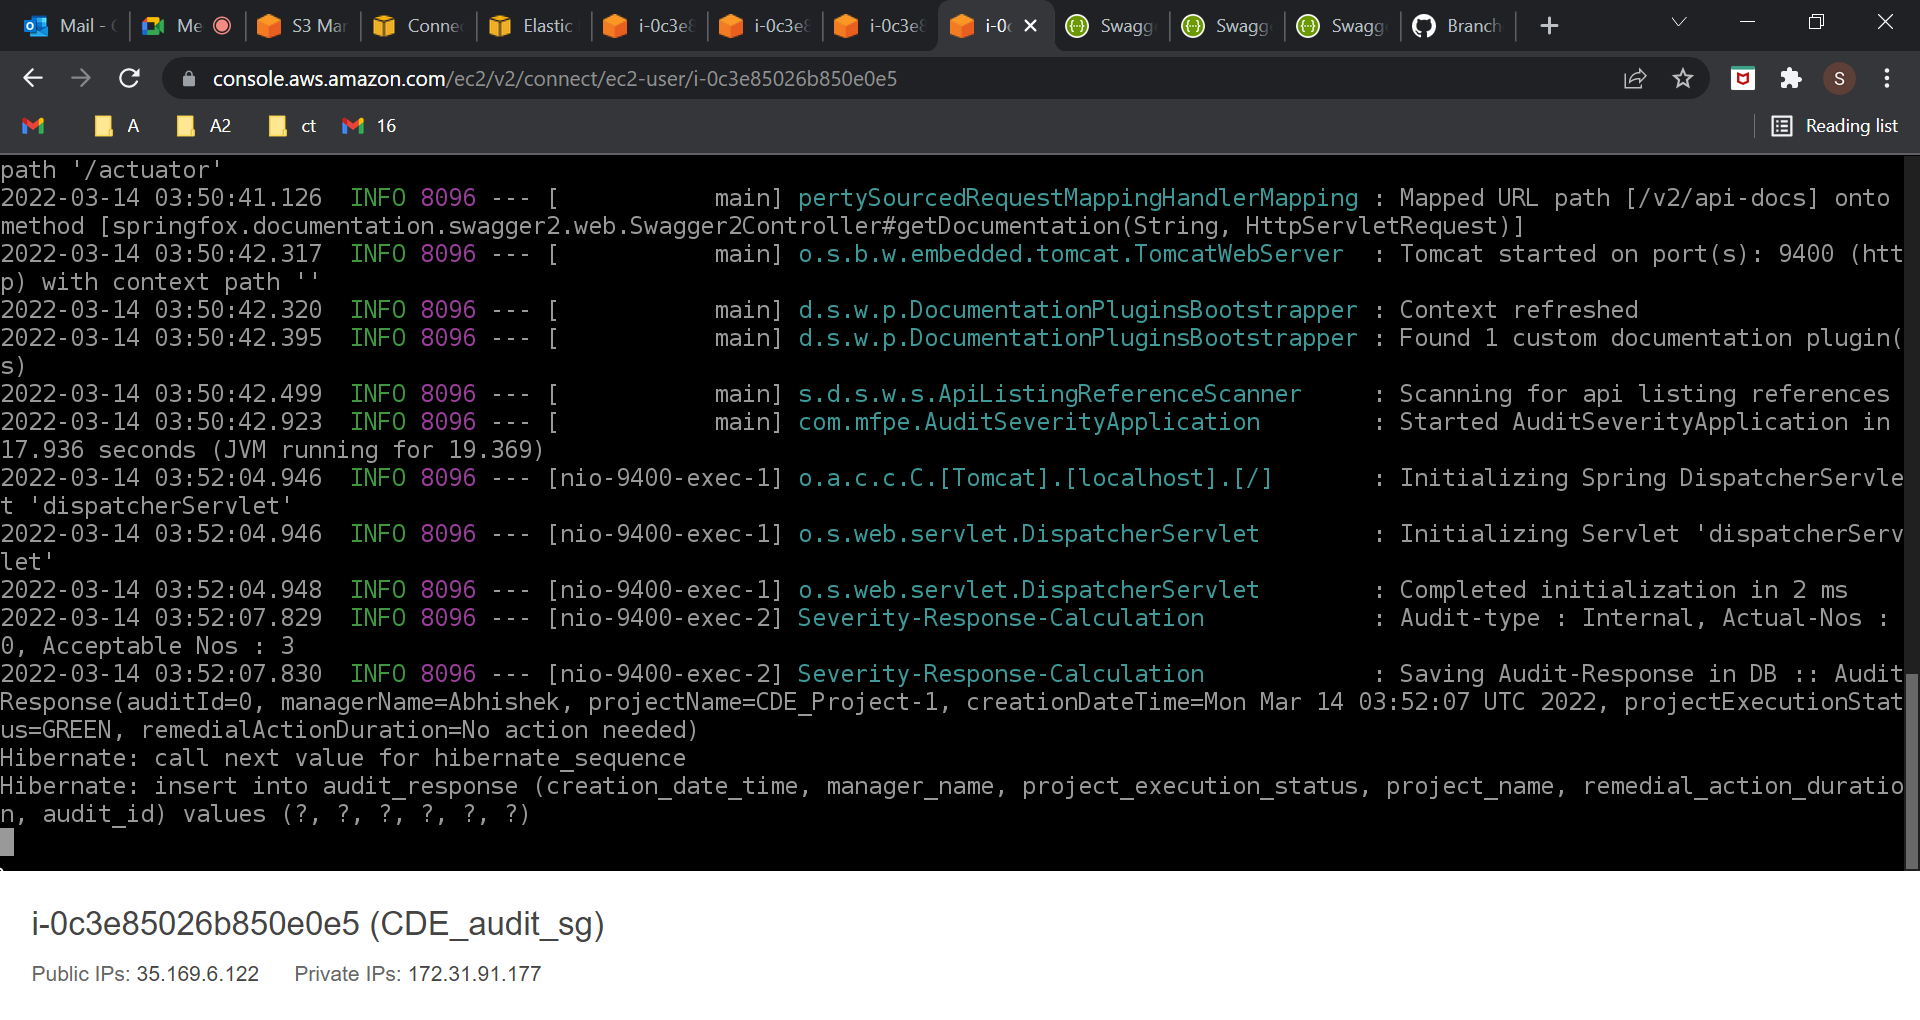 Mail - 
Me
S3 Mar
Connec
Elastic
i-0c3e8
i-0c3e8
i-0c3e8
i-0c
Swagg
Swagg
Swagg
Branch
console.aws.amazon.com/ec2/v2/connect/ec2-user/i-0c3e85026b850e0e5
S
A
A2
ct
16
Reading list
path '/actuator'
2022-03-14 03:50:41.126  INFO 8096 --- [           main] pertySourcedRequestMappingHandlerMapping : Mapped URL path [/v2/api-docs] onto
method [springfox.documentation.swagger2.web.Swagger2Controller#getDocumentation(String, HttpServletRequest)]
2022-03-14 03:50:42.317  INFO 8096 --- [           main] o.s.b.w.embedded.tomcat.TomcatWebServer  : Tomcat started on port(s): 9400 (htt
p) with context path ''
2022-03-14 03:50:42.320  INFO 8096 --- [           main] d.s.w.p.DocumentationPluginsBootstrapper : Context refreshed
2022-03-14 03:50:42.395  INFO 8096 --- [           main] d.s.w.p.DocumentationPluginsBootstrapper : Found 1 custom documentation plugin(
s)
2022-03-14 03:50:42.499  INFO 8096 --- [           main] s.d.s.w.s.ApiListingReferenceScanner     : Scanning for api listing references
2022-03-14 03:50:42.923  INFO 8096 --- [           main] com.mfpe.AuditSeverityApplication        : Started AuditSeverityApplication in
17.936 seconds (JVM running for 19.369)
2022-03-14 03:52:04.946  INFO 8096 --- [nio-9400-exec-1] o.a.c.c.C.[Tomcat].[localhost].[/]       : Initializing Spring DispatcherServle
t 'dispatcherServlet'
2022-03-14 03:52:04.946  INFO 8096 --- [nio-9400-exec-1] o.s.web.servlet.DispatcherServlet        : Initializing Servlet 'dispatcherServ
let'
2022-03-14 03:52:04.948  INFO 8096 --- [nio-9400-exec-1] o.s.web.servlet.DispatcherServlet        : Completed initialization in 2 ms
2022-03-14 03:52:07.829  INFO 8096 --- [nio-9400-exec-2] Severity-Response-Calculation            : Audit-type : Internal, Actual-Nos :
0, Acceptable Nos : 3
2022-03-14 03:52:07.830  INFO 8096 --- [nio-9400-exec-2] Severity-Response-Calculation            : Saving Audit-Response in DB :: Audit
Response(auditId=0, managerName=Abhishek, projectName=CDE_Project-1, creationDateTime=Mon Mar 14 03:52:07 UTC 2022, projectExecutionStat
us=GREEN, remedialActionDuration=No action needed)
Hibernate: call next value for hibernate_sequence
Hibernate: insert into audit_response (creation_date_time, manager_name, project_execution_status, project_name, remedial_action_duratio
n, audit_id) values (?, ?, ?, ?, ?, ?)
i-0c3e85026b850e0e5 (CDE_audit_sg)
Public IPs: 35.169.6.122 Private IPs: 172.31.91.177